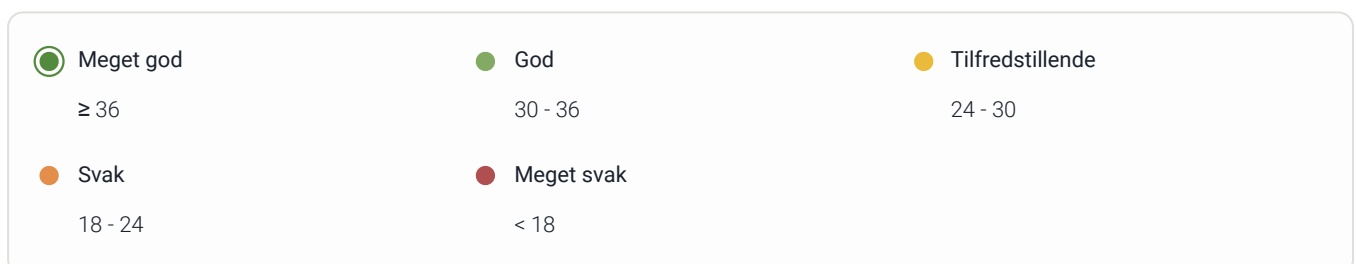 Meget god
≥ 36
God
30 - 36
Tilfredstillende
24 - 30
Svak
18 - 24
Meget svak
< 18